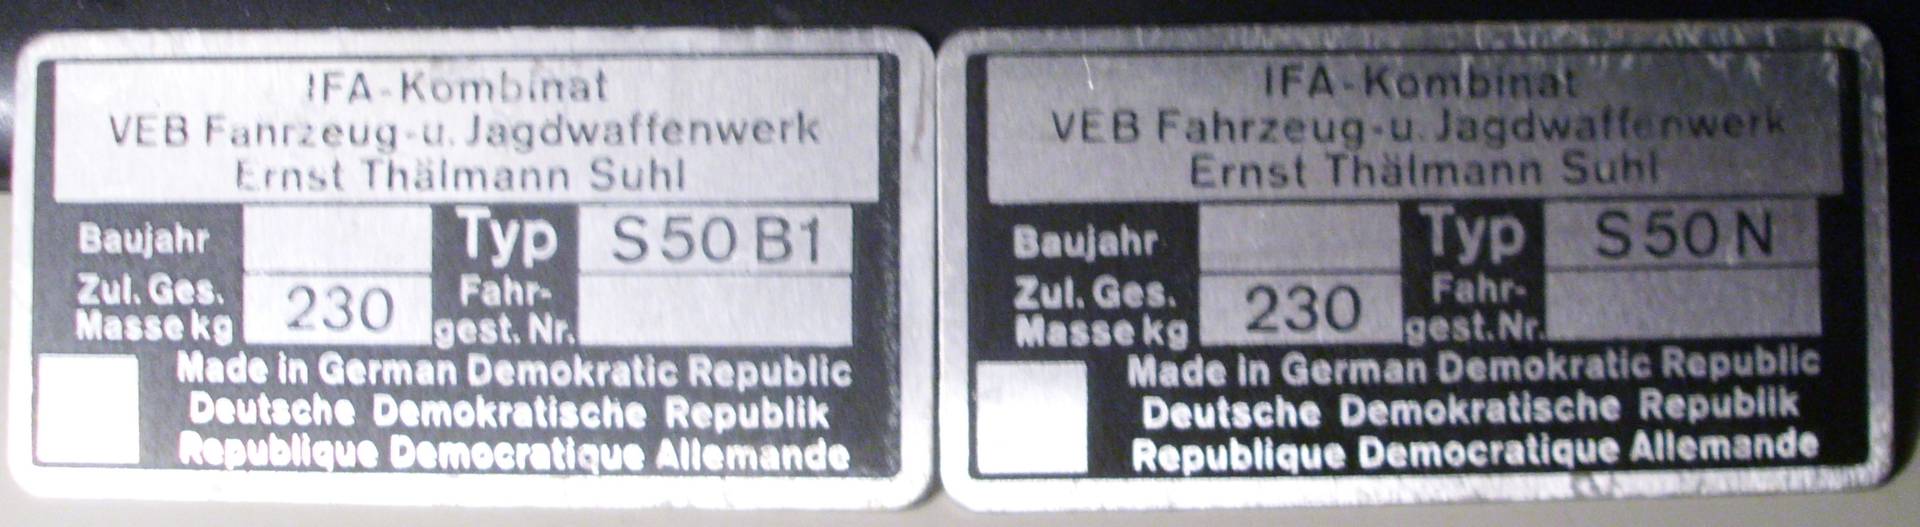 IFA-Kombinat
VEB Fahrzeug-u. Jagdwaffenwerk
Ernst Thälmann Suhl
Baujahr Typ S50 B1
Zul. Ges. Masse kg 230 Fahr-gest. Nr.
Made in German Demokratic Republic
Deutsche Demokratische Republik
Republique Democratique Allemande
IFA-Kombinat
VEB Fahrzeug-u. Jagdwaffenwerk
Ernst Thälmann Suhl
Baujahr Typ S50 N
Zul. Ges. Masse kg 230 Fahr-gest. Nr.
Made in German Demokratic Republic
Deutsche Demokratische Republik
Republique Democratique Allemande